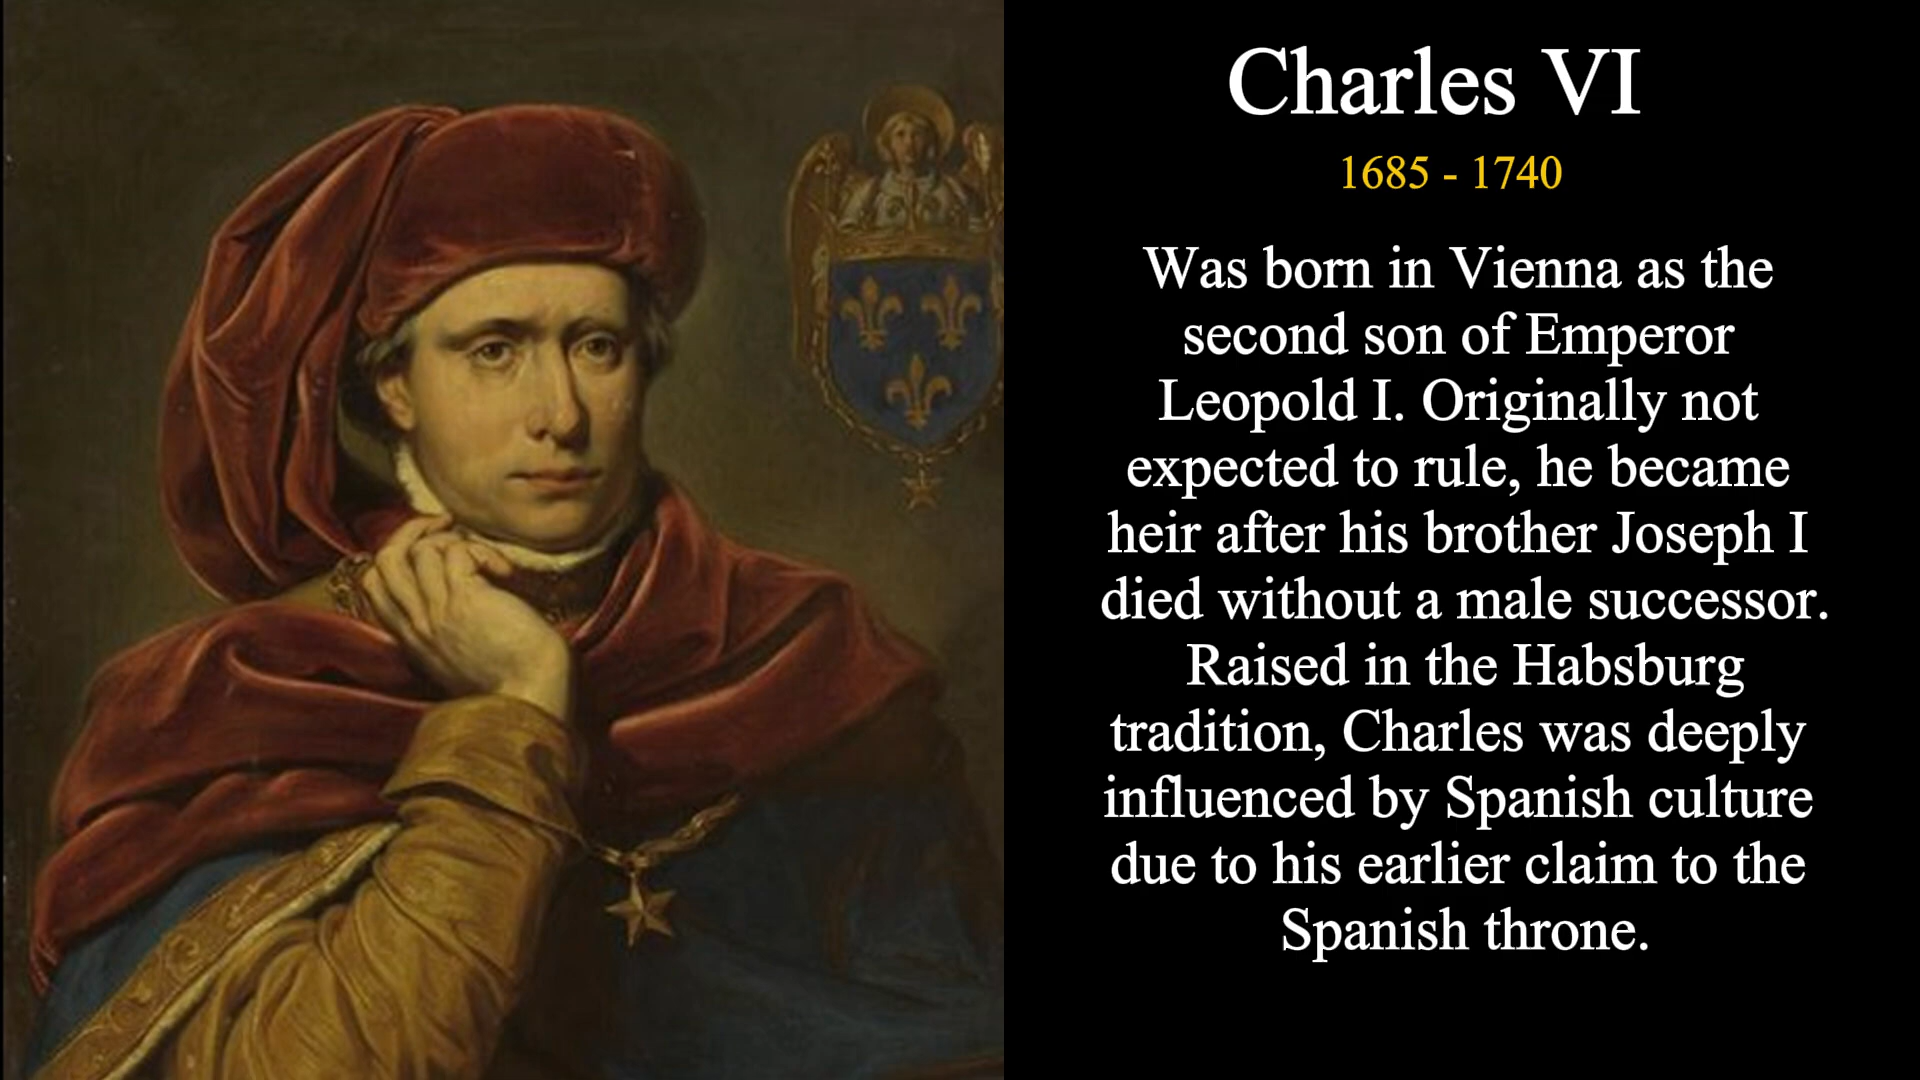 Charles VI
1685 - 1740
Was born in Vienna as the
second son of Emperor
Leopold I. Originally not
expected to rule, he became
heir after his brother Joseph I
died without a male successor.
Raised in the Habsburg
tradition, Charles was deeply
influenced by Spanish culture
due to his earlier claim to the
Spanish throne.